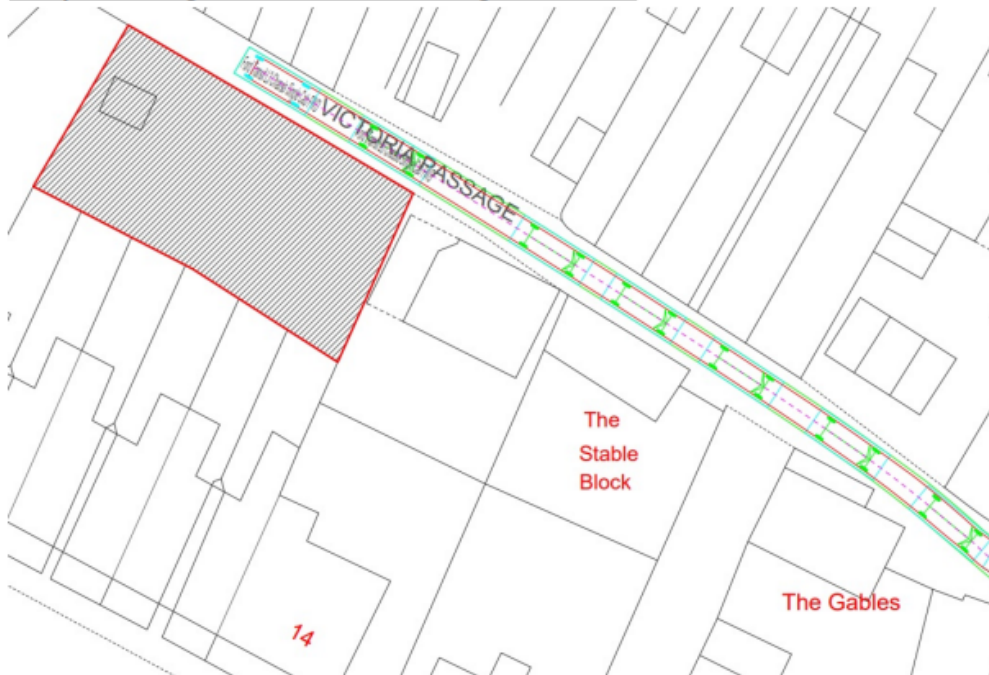 VICTORIA PASSAGE
The
Stable
Block
The Gables
14